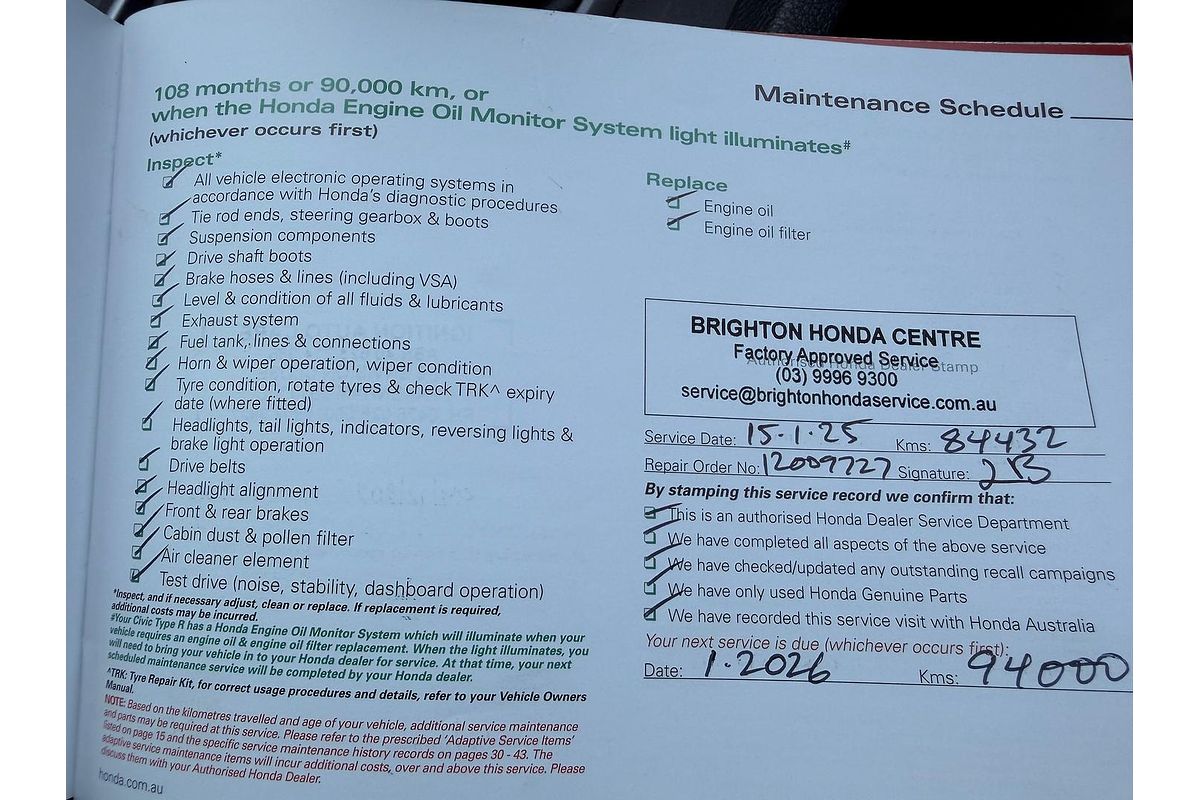 Maintenance Schedule
108 months or 90,000 km, or
when the Honda Engine Oil Monitor System light illuminates#
(whichever occurs first)
Inspect*
All vehicle electronic operating systems in
accordance with Honda's diagnostic procedures
Tie rod ends, steering gearbox & boots
Suspension components
Drive shaft boots
Brake hoses & lines (including VSA)
Level & condition of all fluids & lubricants
Exhaust system
Fuel tank, lines & connections
Horn & wiper operation, wiper condition
Tyre condition, rotate tyres & check TRK^ expiry
date (where fitted)
Headlights, tail lights, indicators, reversing lights &
brake light operation
Drive belts
Headlight alignment
Front & rear brakes
Cabin dust & pollen filter
Air cleaner element
Test drive (noise, stability, dashboard operation)
*Inspect, and if necessary adjust, clean or replace. If replacement is required,
additional costs may be incurred.
#Your Civic Type R has a Honda Engine Oil Monitor System which will illuminate when your
vehicle requires an engine oil & engine oil filter replacement. When the light illuminates, you
will need to bring your vehicle in to your Honda dealer for service. At that time, your next
scheduled maintenance service will be completed by your Honda dealer.
^TRK: Tyre Repair Kit, for correct usage procedures and details, refer to your Vehicle Owners
Manual.
NOTE: Based on the kilometres travelled and age of your vehicle, additional service maintenance
and parts may be required at this service. Please refer to the prescribed 'Adaptive Service Items'
listed on page 15 and the specific service maintenance history records on pages 30 - 43. The
adaptive service maintenance items will incur additional costs, over and above this service. Please
discuss them with your Authorised Honda Dealer.
honda.com.au
Replace
Engine oil
Engine oil filter
BRIGHTON HONDA CENTRE
Factory Approved Service
Authorised Honda Dealer Stamp
(03) 9996 9300
service@brightonhondaservice.com.au
Service Date: 15.1.25 Kms: 84432
Repair Order No: 12009727 Signature: JB
By stamping this service record we confirm that:
This is an authorised Honda Dealer Service Department
We have completed all aspects of the above service
We have checked/updated any outstanding recall campaigns
We have only used Honda Genuine Parts
We have recorded this service visit with Honda Australia
Your next service is due (whichever occurs first):
Date: 1.2026 Kms: 94000